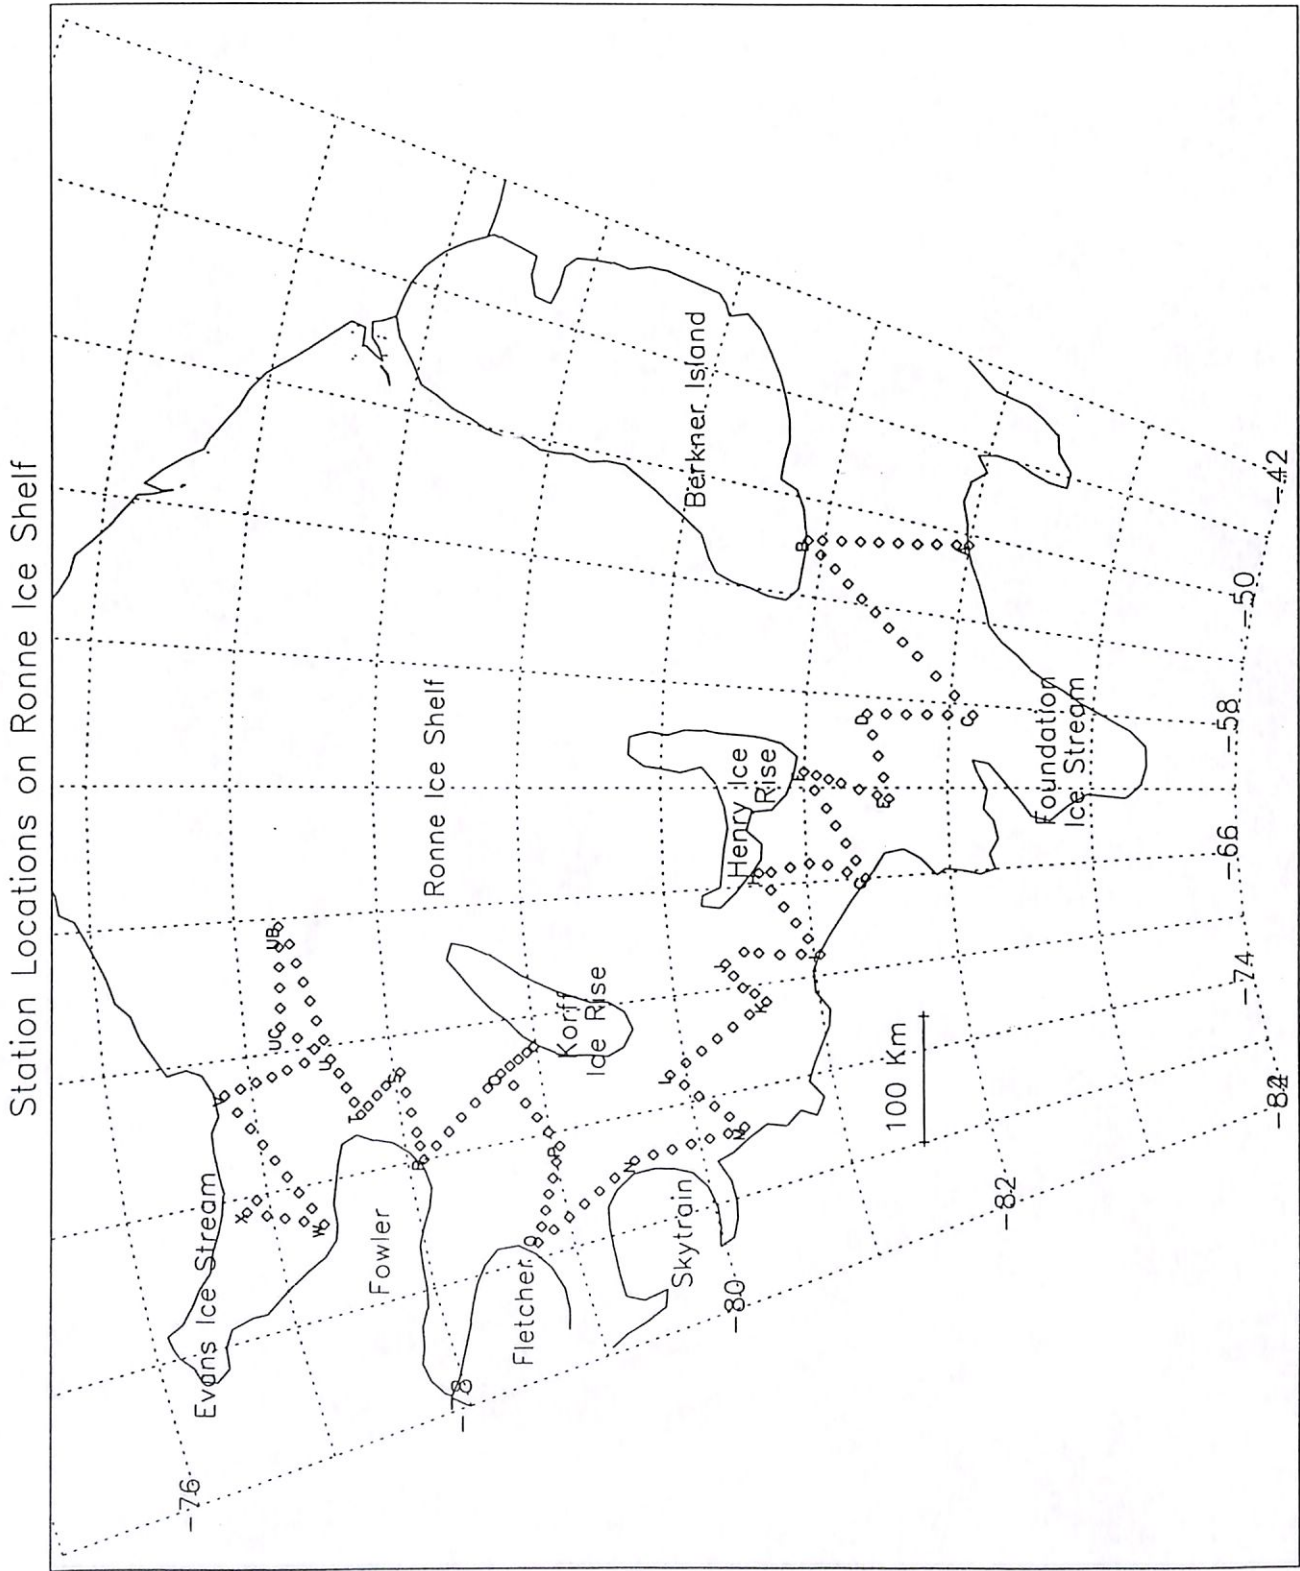 Station Locations on Ronne Ice Shelf
Evans Ice Stream
Fowler
Fletcher
Skytrain
Ronne Ice Shelf
Korff
Ice Rise
Henry Ice
Rise
Berkner Island
Foundation
Ice Stream
100 Km
-76
-78
-80
-82
-84
-74
-66
-58
-50
-42
UB
UC
U
V
X
W
T
R
Q
P
O
N
M
L
K
H
G
F
E
D
C
B
A